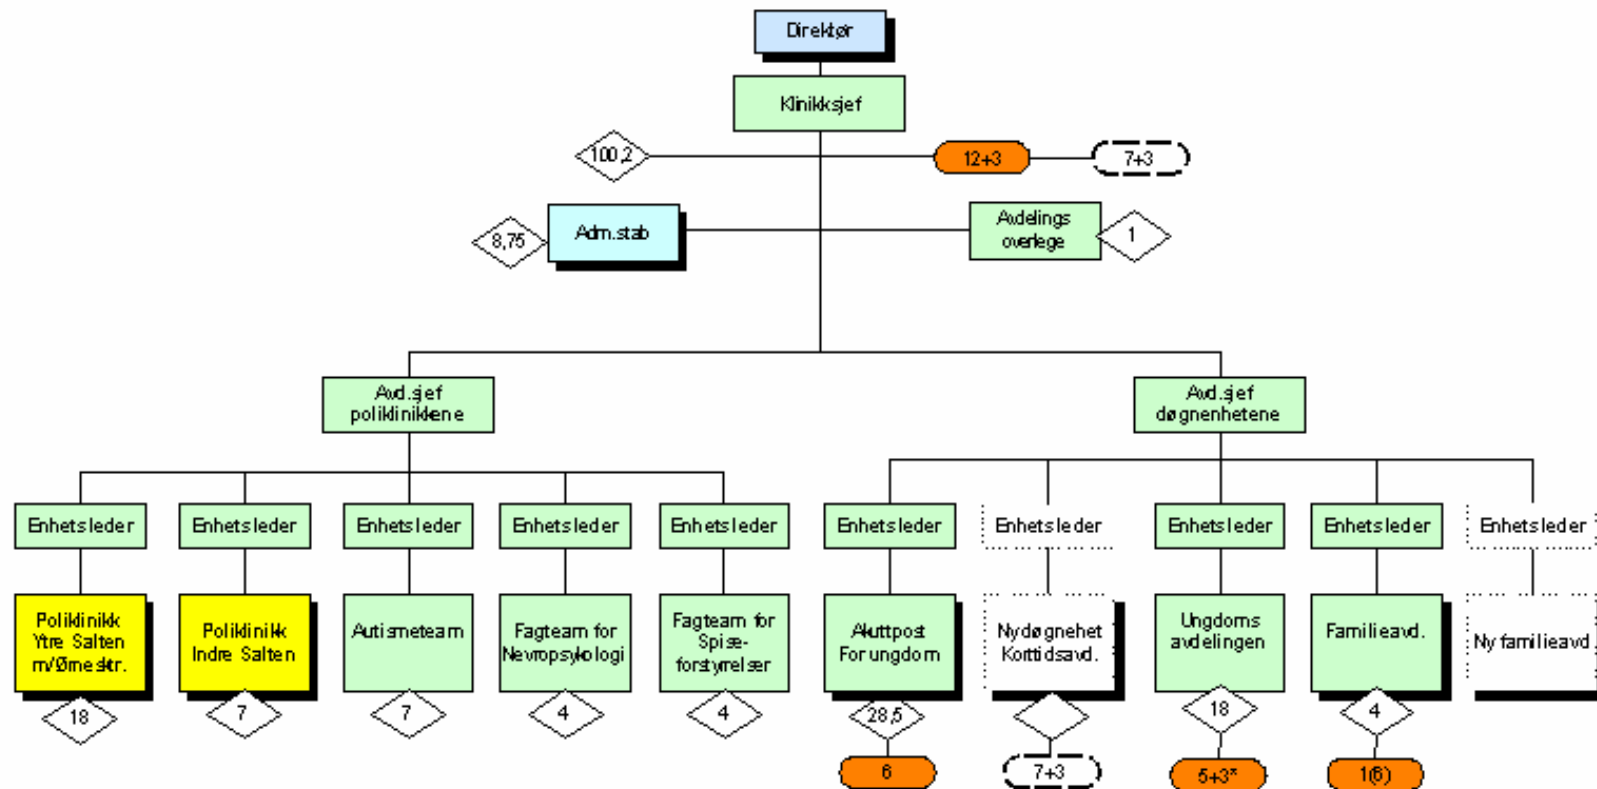 Direktør
Klinikksjef
100,2
12+3
7+3
8,75
Adm.stab
Avdelings
overlege
1
Avd.sjef
poliklinikkene
Avd.sjef
døgnenhetene
Enhetsleder
Enhetsleder
Enhetsleder
Enhetsleder
Enhetsleder
Enhetsleder
Enhetsleder
Enhetsleder
Enhetsleder
Enhetsleder
Poliklinikk
Ytre Salten
m/Ørnesktr.
Poliklinikk
Indre Salten
Autismeteam
Fagteam for
Nevropsykologi
Fagteam for
Spise-
forstyrrelser
Akuttpost
For ungdom
Ny døgnehet
Korttidsavd.
Ungdoms
avdelingen
Familieavd.
Ny familieavd.
18
7
7
4
4
28,5
18
4
6
7+3
5+3*
1(6)